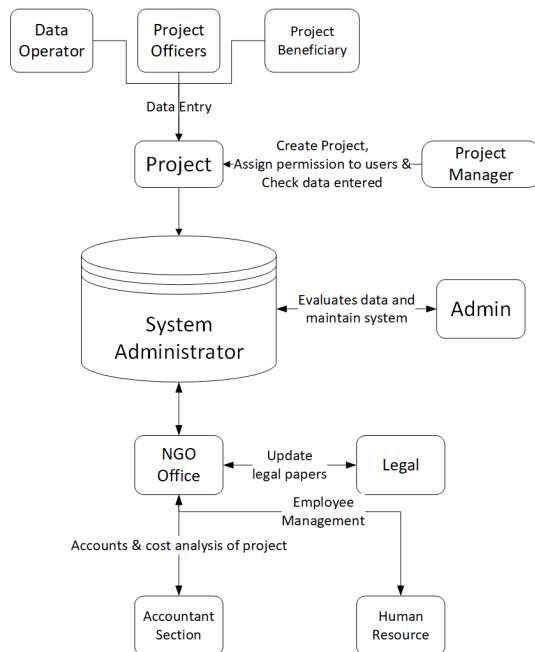 Data
Operator
Project
Officers
Project
Beneficiary
Data Entry
Project
Create Project,
Assign permission to users &
Check data entered
Project
Manager
System
Administrator
Evaluates data and
maintain system
Admin
NGO
Office
Update
legal papers
Legal
Employee
Management
Accounts & cost analysis of project
Accountant
Section
Human
Resource